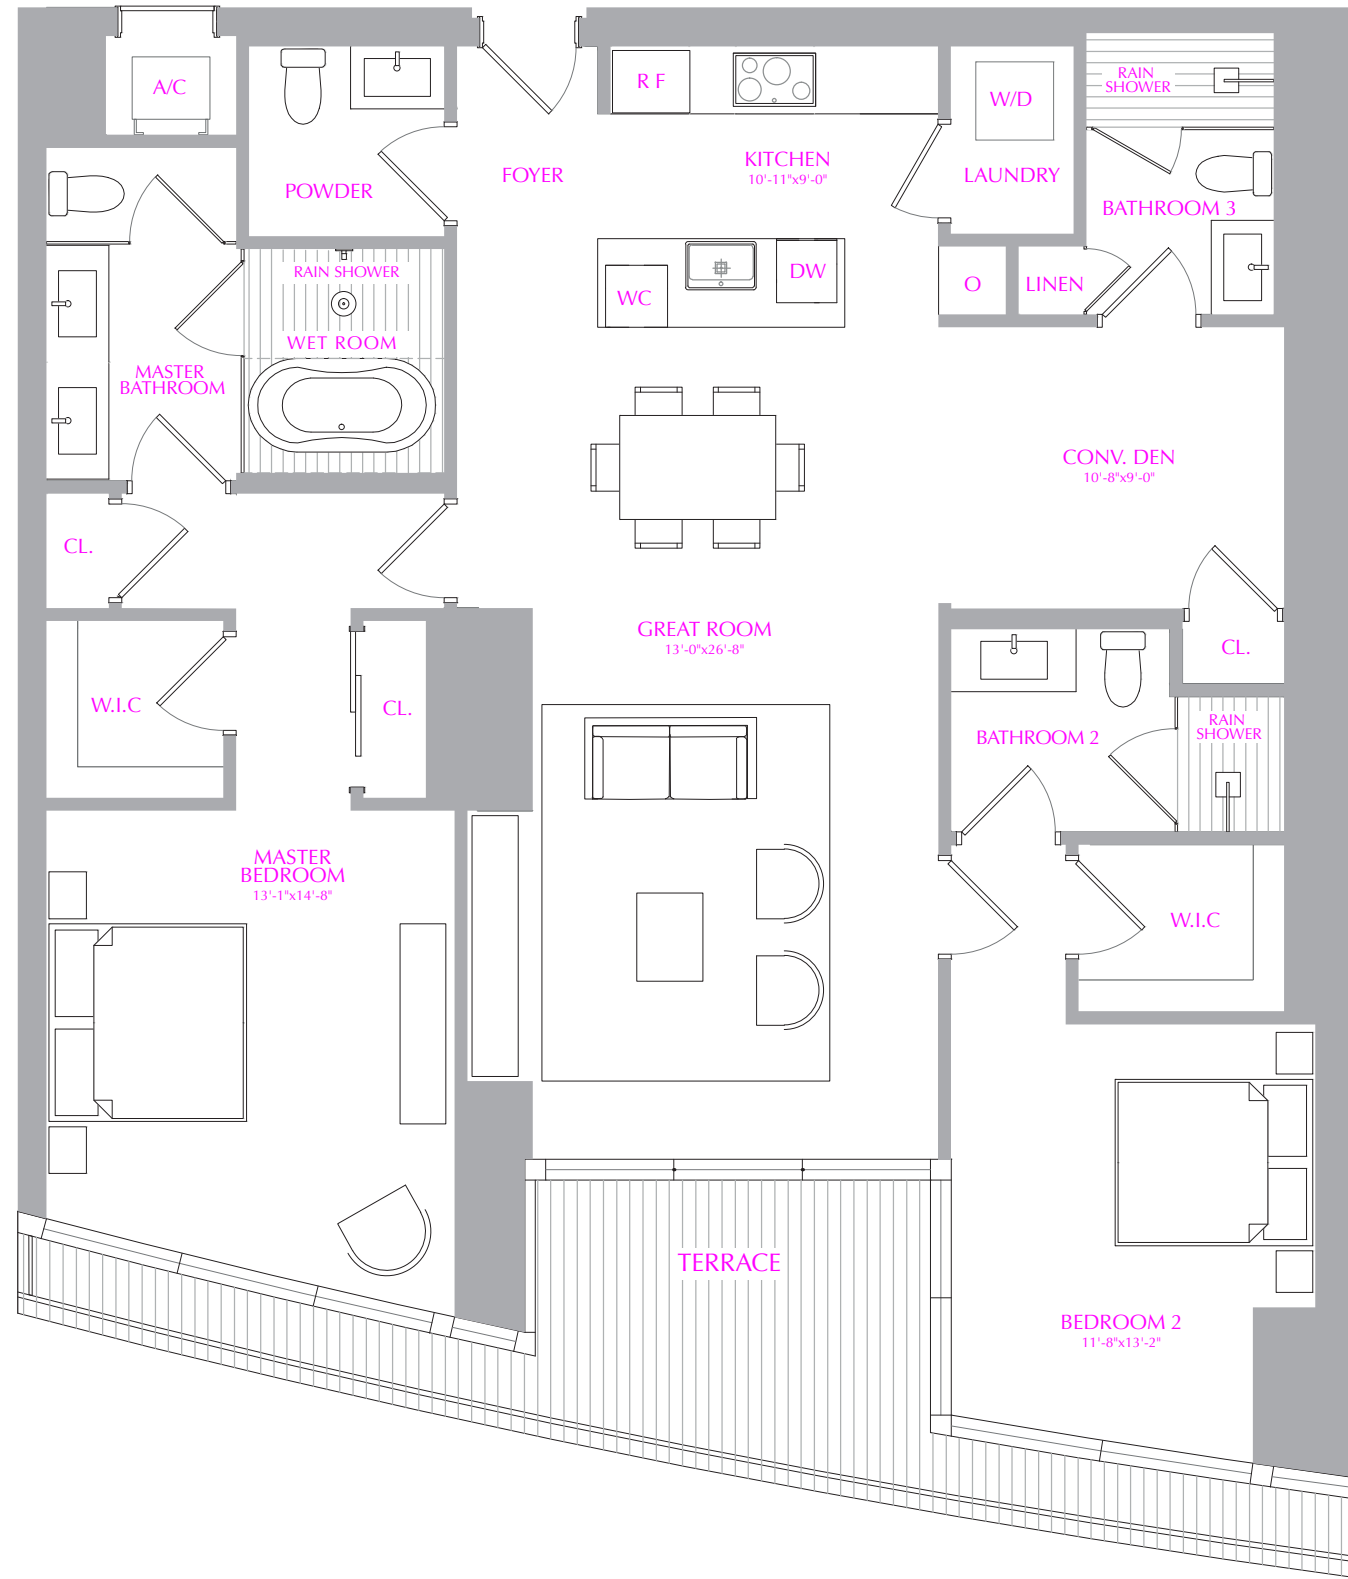 A/C
R F
W/D
RAIN
SHOWER
POWDER
FOYER
KITCHEN
10'-11"x9'-0"
LAUNDRY
BATHROOM 3
RAIN SHOWER
WC
DW
O
LINEN
WET ROOM
MASTER
BATHROOM
CONV. DEN
10'-8"x9'-0"
CL.
GREAT ROOM
13'-0"x26'-8"
CL.
W.I.C
CL.
BATHROOM 2
RAIN
SHOWER
MASTER
BEDROOM
13'-1"x14'-8"
W.I.C
TERRACE
BEDROOM 2
11'-8"x13'-2"